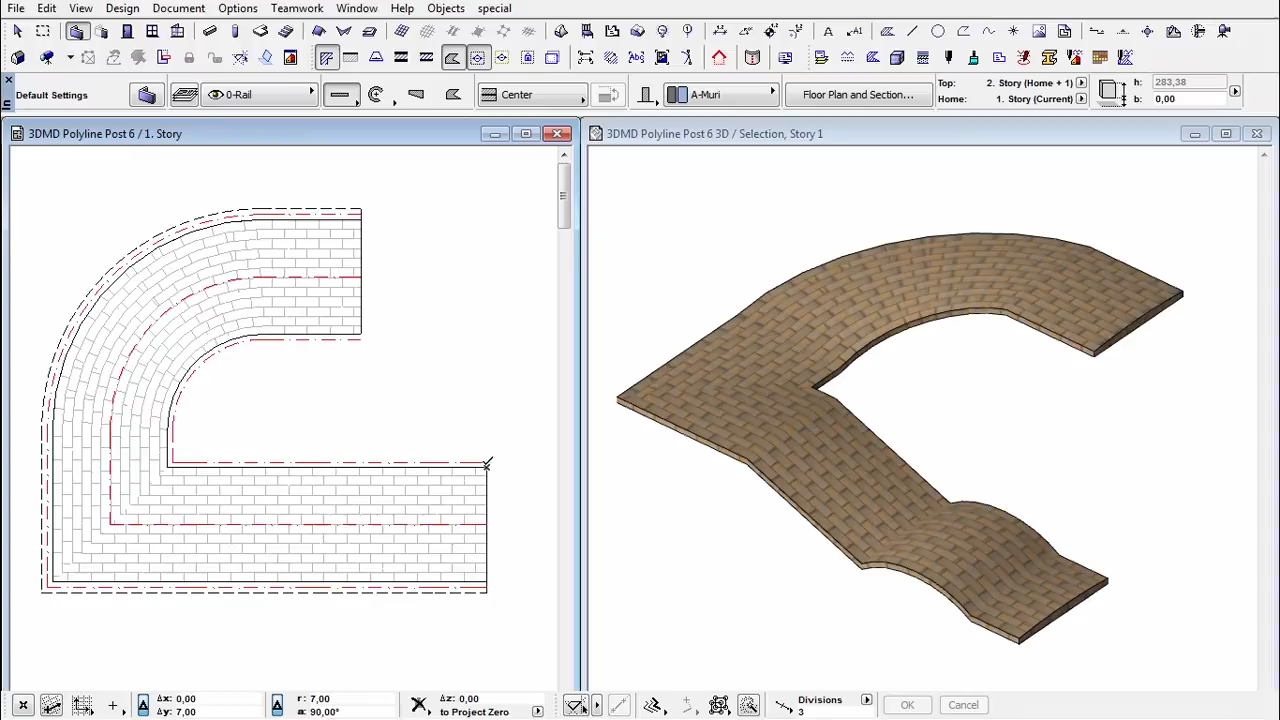 File Edit View Design Document Options Teamwork Window Help Objects special
Default Settings
0-Rail
Center
A-Muri
Floor Plan and Section...
Top: 2. Story (Home + 1)
Home: 1. Story (Current)
h: 283,38
b: 0,00
3DMD Polyline Post 6 / 1. Story
3DMD Polyline Post 6 3D / Selection, Story 1
Δx: 0,00
Δy: 7,00
r: 7,00
a: 90,00°
Δz: 0,00
to Project Zero
Divisions
3
OK
Cancel